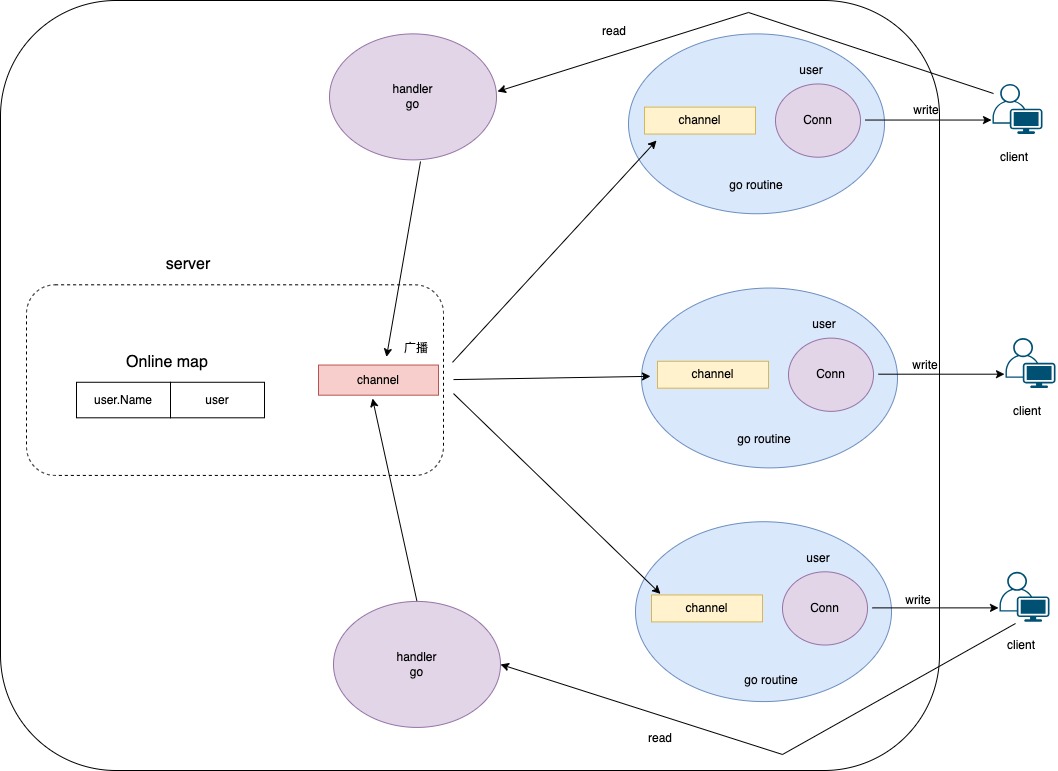 read
handler
go
user
channel
Conn
write
go routine
client
server
Online map
user.Name
user
广播
channel
user
channel
Conn
write
go routine
client
user
channel
Conn
write
go routine
client
handler
go
read